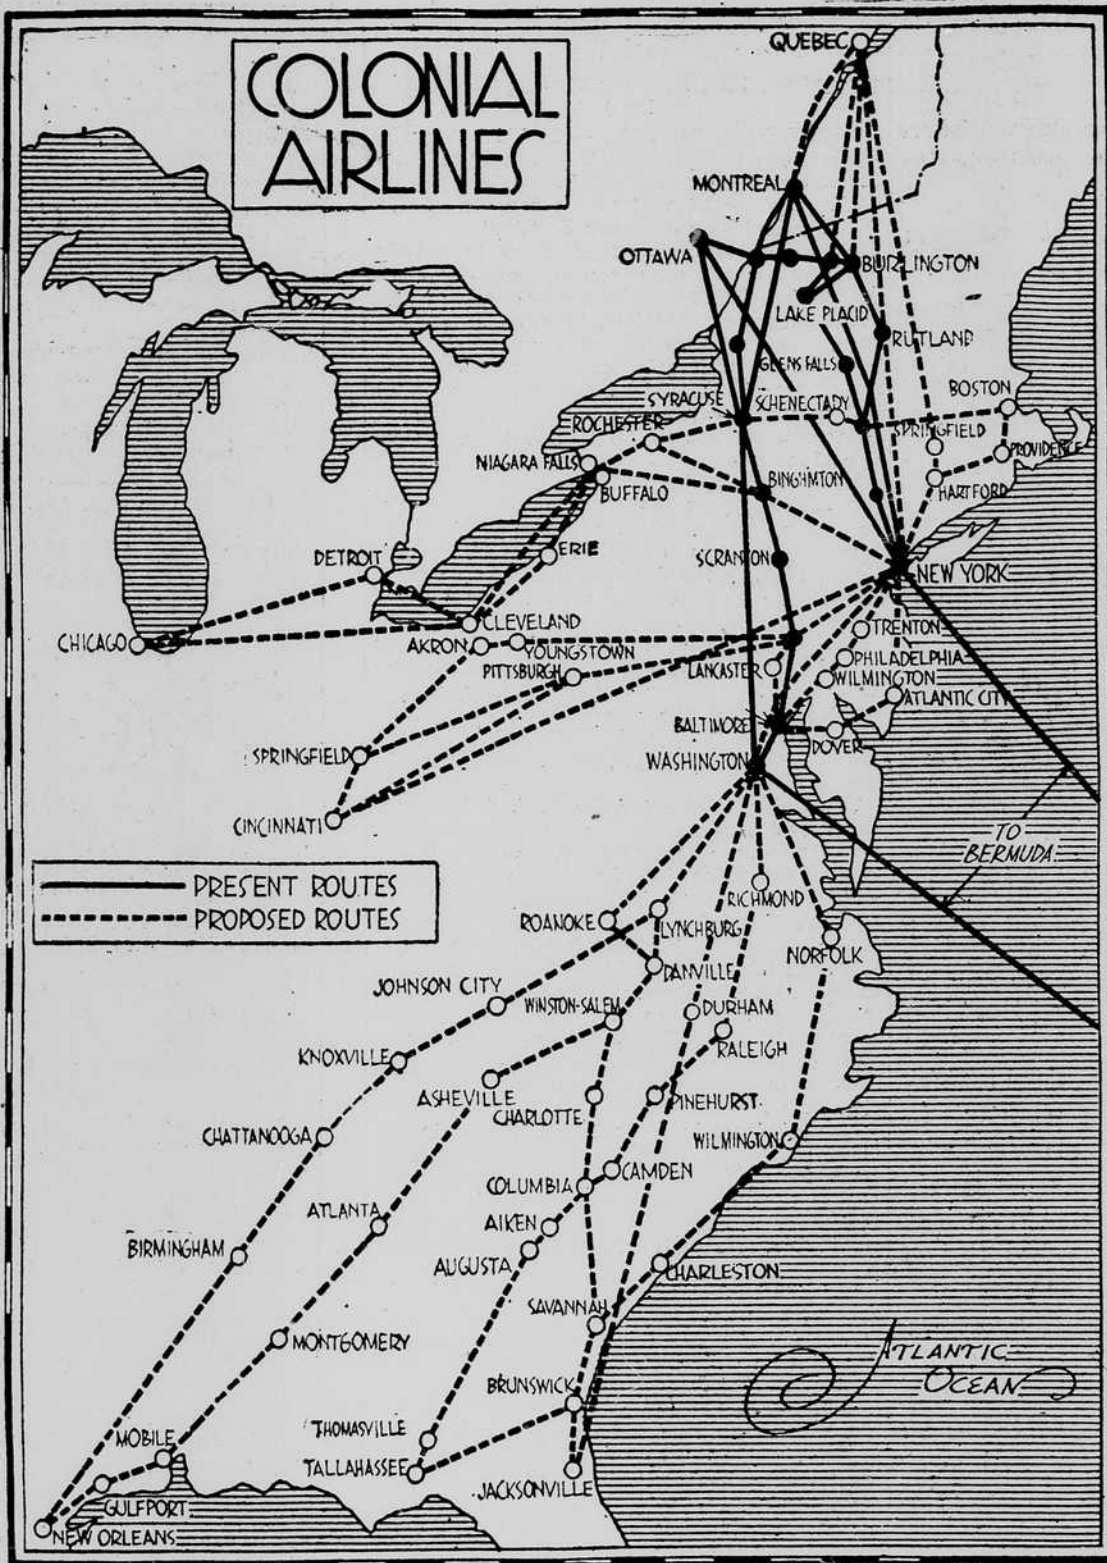 COLONIAL
AIRLINES
QUEBEC
MONTREAL
OTTAWA
BURLINGTON
LAKE PLACID
RUTLAND
GLENS FALLS
BOSTON
SYRACUSE
SCHENECTADY
ROCHESTER
SPRINGFIELD
PROVIDENCE
NIAGARA FALLS
BUFFALO
BINGHMTON
HARTFORD
DETROIT
ERIE
SCRANTON
NEW YORK
CLEVELAND
TRENTON
CHICAGO
AKRON
YOUNGSTOWN
PITTSBURGH
LANCASTER
PHILADELPHIA
WILMINGTON
ATLANTIC CITY
BALTIMORE
DOVER
SPRINGFIELD
WASHINGTON
CINCINNATI
TO
BERMUDA
PRESENT ROUTES
PROPOSED ROUTES
RICHMOND
ROANOKE
LYNCHBURG
NORFOLK
DANVILLE
JOHNSON CITY
WINSTON-SALEM
DURHAM
RALEIGH
KNOXVILLE
ASHEVILLE
PINEHURST
CHARLOTTE
CHATTANOOGA
WILMINGTON
CAMDEN
COLUMBIA
ATLANTA
AIKEN
BIRMINGHAM
AUGUSTA
CHARLESTON
SAVANNAH
MONTGOMERY
ATLANTIC
OCEAN
BRUNSWICK
THOMASVILLE
MOBILE
TALLAHASSEE
JACKSONVILLE
GULFPORT
NEW ORLEANS